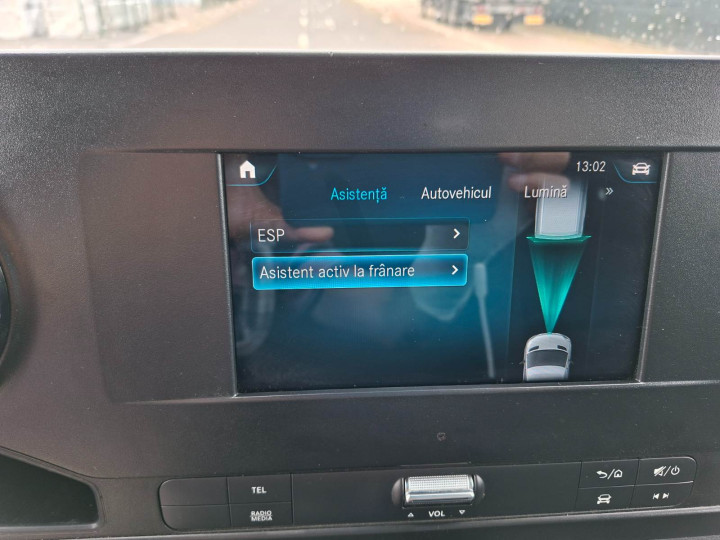 13:02
Asistență
Autovehicul
Lumină
»
ESP
Asistent activ la frânare
TEL
RADIO
MEDIA
VOL